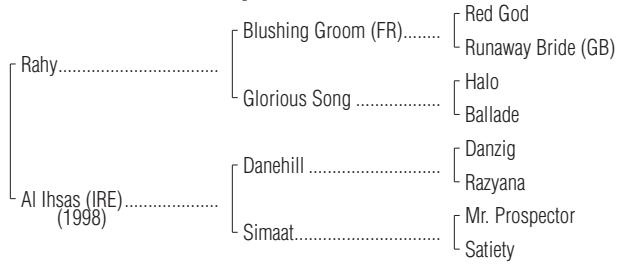 Red God
Blushing Groom (FR)........
Runaway Bride (GB)
Rahy.................................
Halo
Glorious Song ..................
Ballade
Danzig
Danehill ............................
Razyana
Al Ihsas (IRE)....................
(1998)
Mr. Prospector
Simaat...............................
Satiety